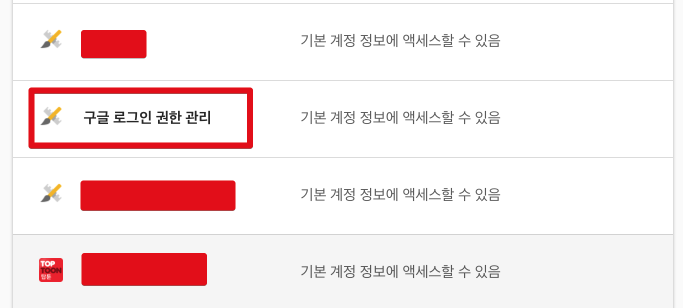 기본 계정 정보에 액세스할 수 있음
구글 로그인 권한 관리 기본 계정 정보에 액세스할 수 있음
기본 계정 정보에 액세스할 수 있음
TOP
TOON
탑툰
기본 계정 정보에 액세스할 수 있음